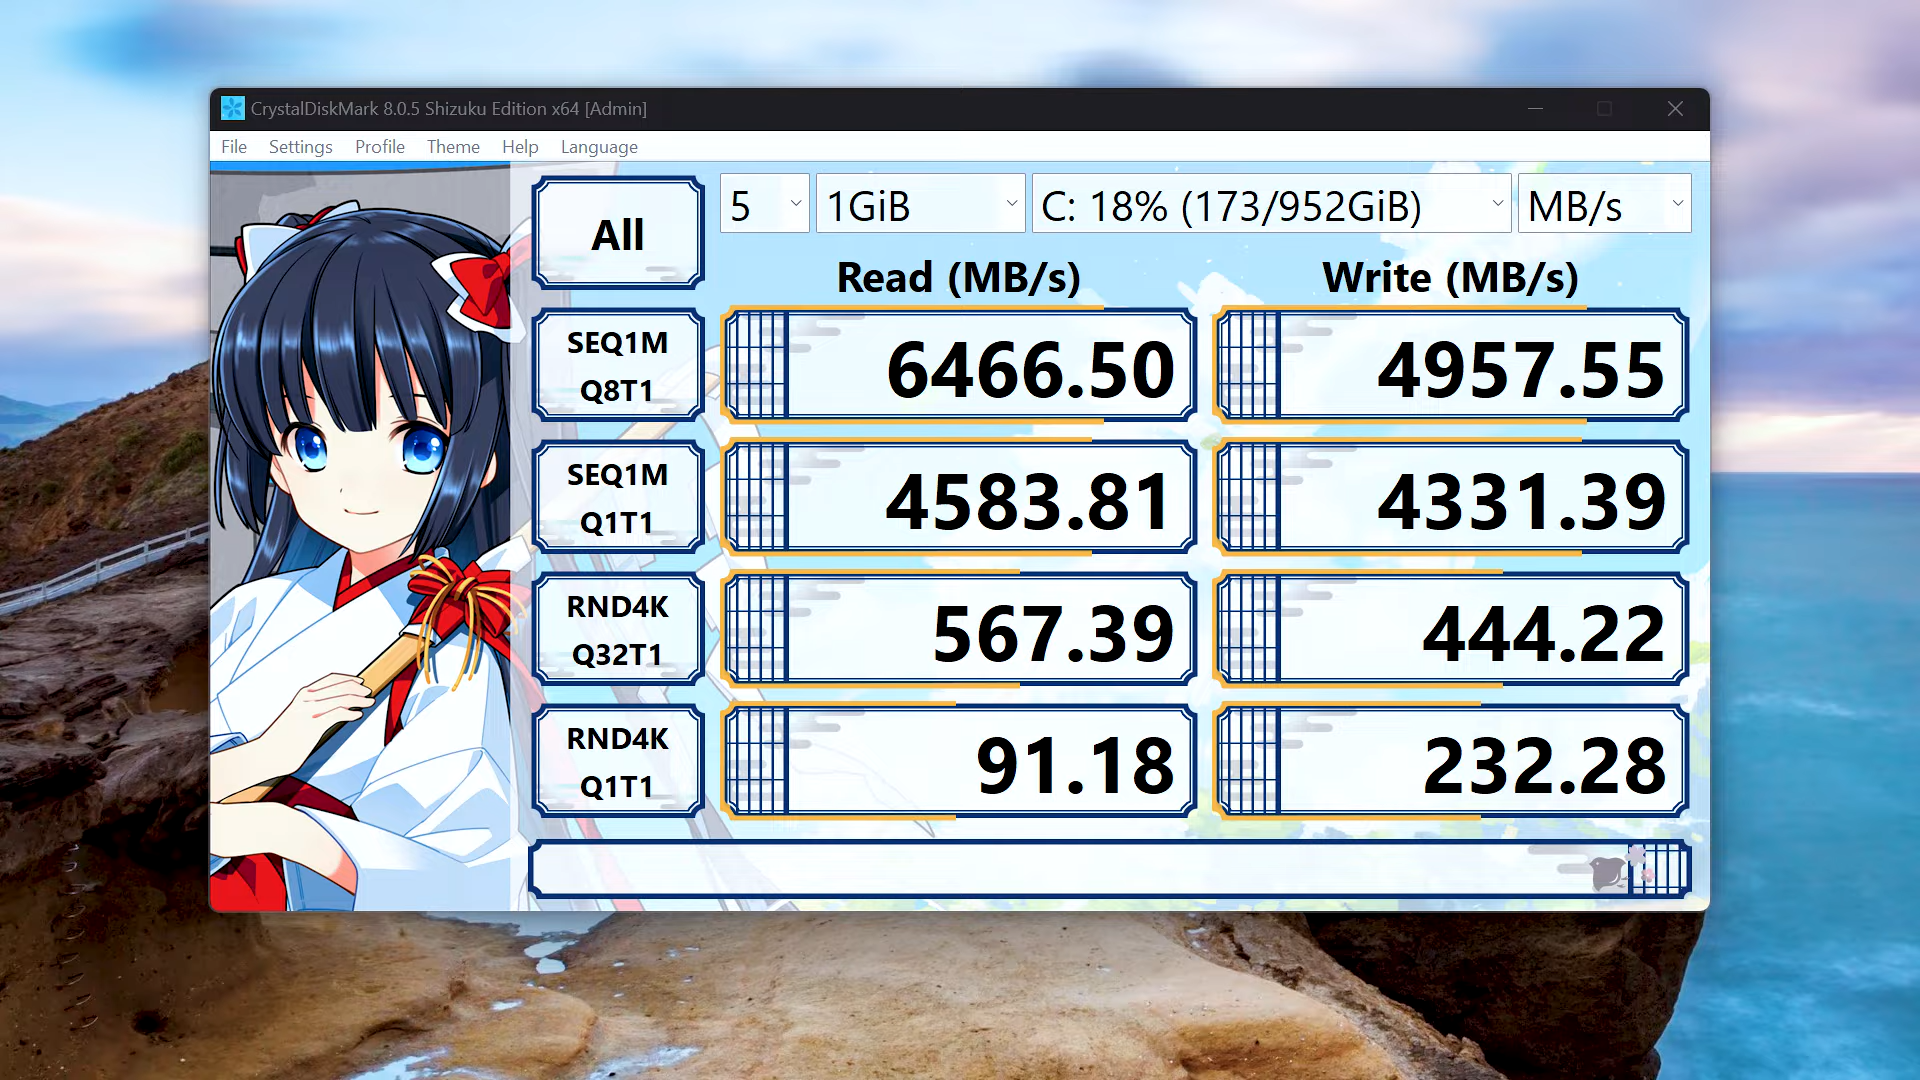 CrystalDiskMark 8.0.5 Shizuku Edition x64 [Admin]
File Settings Profile Theme Help Language
All 5 1GiB C: 18% (173/952GiB) MB/s
Read (MB/s) Write (MB/s)
SEQ1M
Q8T1
6466.50 4957.55
SEQ1M
Q1T1
4583.81 4331.39
RND4K
Q32T1
567.39 444.22
RND4K
Q1T1
91.18 232.28